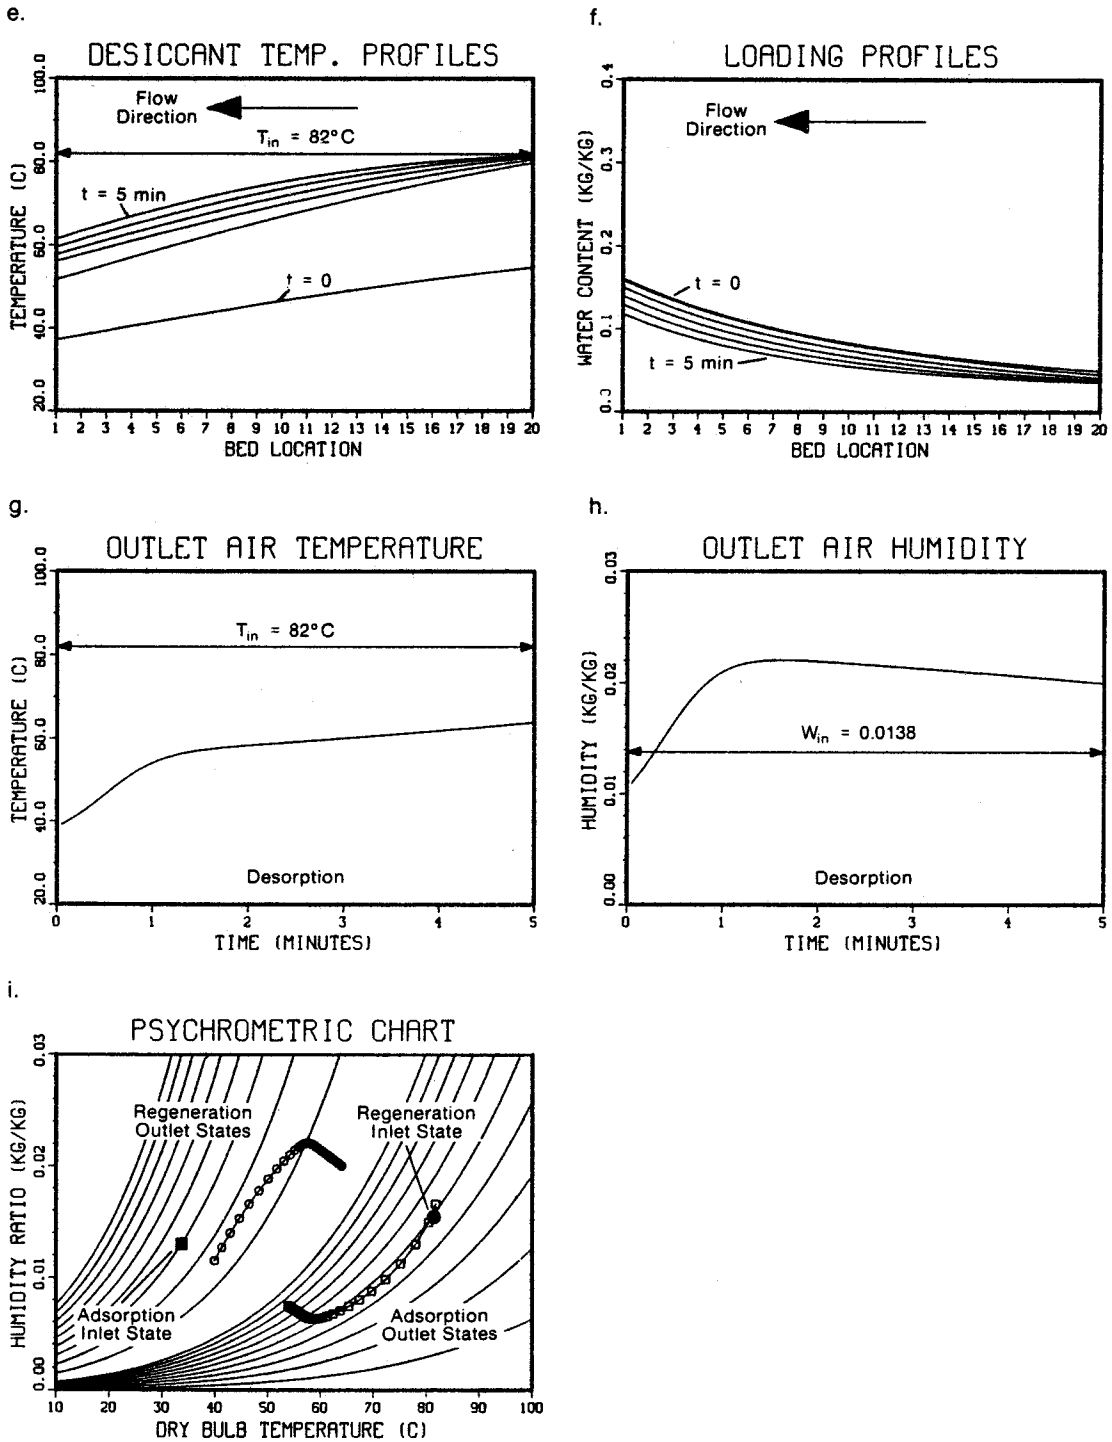 e.
DESICCANT TEMP. PROFILES
Flow
Direction
T_in = 82°C
t = 5 min
t = 0
TEMPERATURE (C)
20.0 40.0 60.0 80.0 100.0
1 2 3 4 5 6 7 8 9 10 11 12 13 14 15 16 17 18 19 20
BED LOCATION
f.
LOADING PROFILES
Flow
Direction
t = 0
t = 5 min
WATER CONTENT (KG/KG)
0.0 0.1 0.2 0.3 0.4
1 2 3 4 5 6 7 8 9 10 11 12 13 14 15 16 17 18 19 20
BED LOCATION
g.
OUTLET AIR TEMPERATURE
T_in = 82°C
Desorption
TEMPERATURE (C)
20.0 40.0 60.0 80.0 100.0
0 1 2 3 4 5
TIME (MINUTES)
h.
OUTLET AIR HUMIDITY
W_in = 0.0138
Desorption
HUMIDITY (KG/KG)
0.00 0.01 0.02 0.03
0 1 2 3 4 5
TIME (MINUTES)
i.
PSYCHROMETRIC CHART
Regeneration
Outlet States
Regeneration
Inlet State
Adsorption
Inlet State
Adsorption
Outlet States
HUMIDITY RATIO (KG/KG)
0.00 0.01 0.02 0.03
10 20 30 40 50 60 70 80 90 100
DRY BULB TEMPERATURE (C)